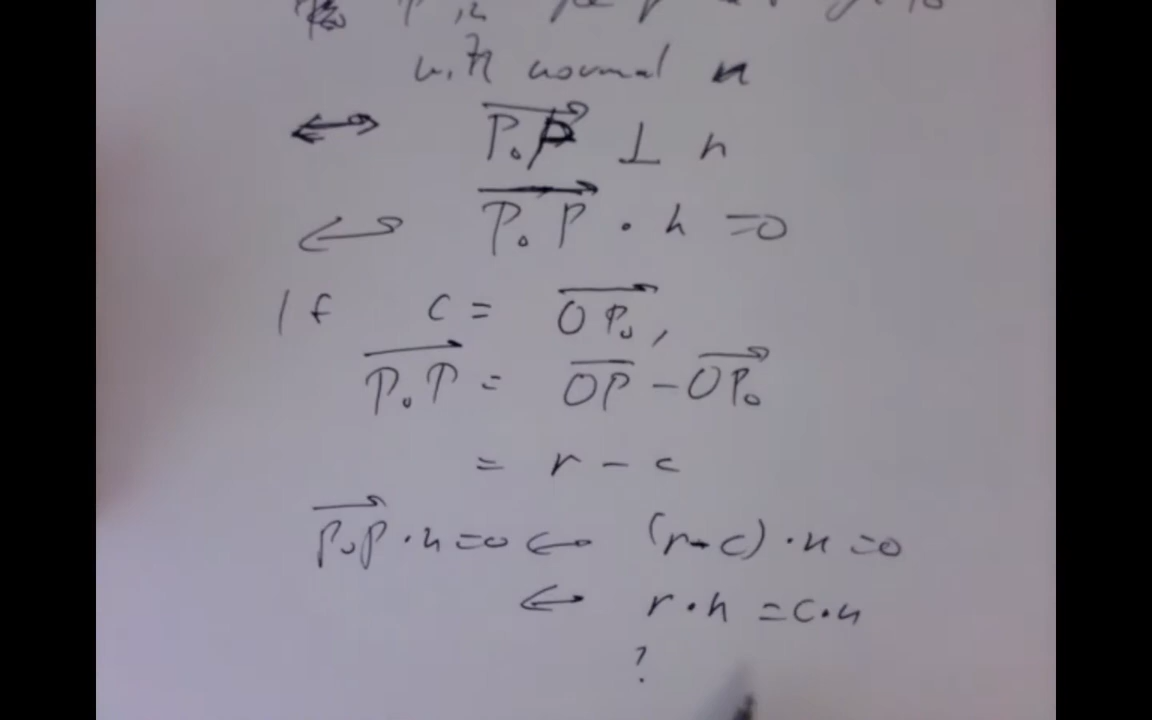 with normal n
⟷ P₀P⃗ ⊥ n
⟷ P₀P⃗ · n = 0
If c = OP₀⃗,
P₀P⃗ = OP − OP₀⃗
= r − c
P₀P⃗ · n = 0 ⟷ (r − c) · n = 0
⟷ r · n = c · n
?